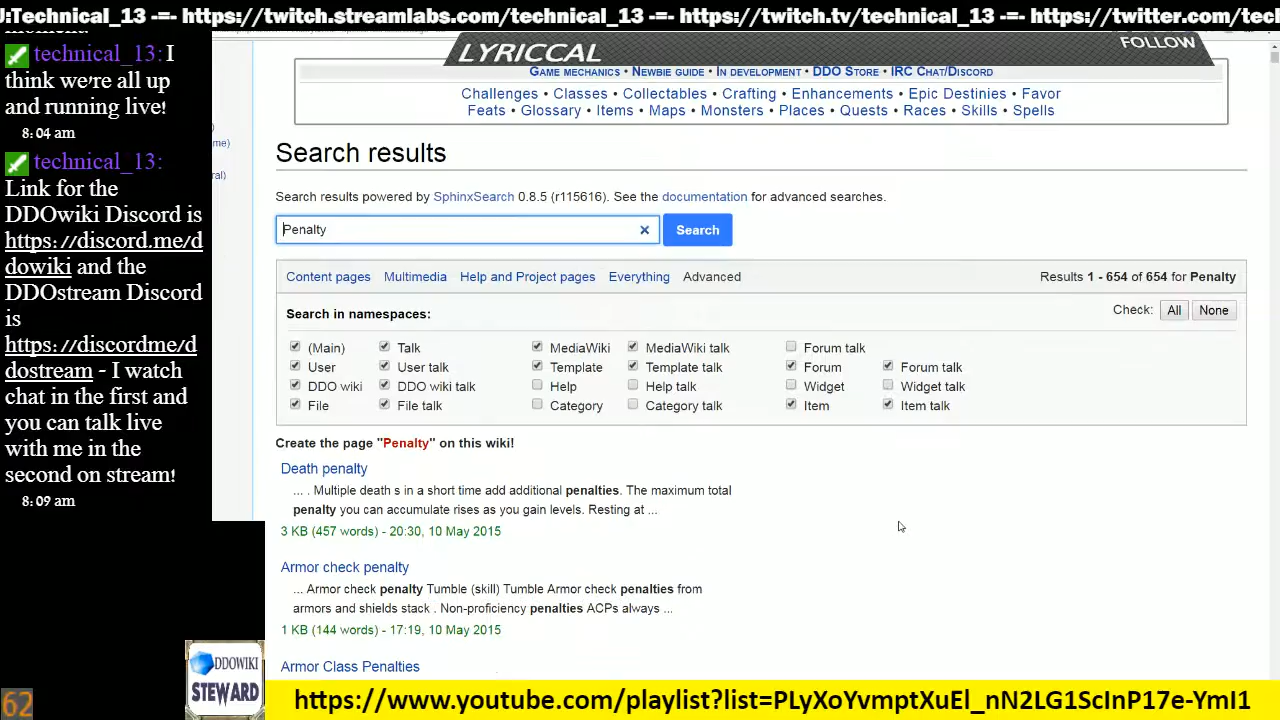 J:Technical_13 -=- https://twitch.streamlabs.com/technical_13 -=- https://twitch.tv/technical_13 -=- https://twitter.com/tec
technical_13: I
think we're all up
and running live!
8:04 am
technical_13:
Link for the
DDOwiki Discord is
https://discord.me/d
dowiki and the
DDOstream Discord
is
https://discordme/d
dostream - I watch
chat in the first and
you can talk live
with me in the
second on stream!
8:09 am
me)
ral)
LYRICCAL
FOLLOW
Game mechanics • Newbie guide • In development • DDO Store • IRC Chat/Discord
Challenges • Classes • Collectables • Crafting • Enhancements • Epic Destinies • Favor
Feats • Glossary • Items • Maps • Monsters • Places • Quests • Races • Skills • Spells
Search results
Search results powered by SphinxSearch 0.8.5 (r115616). See the documentation for advanced searches.
Penalty × Search
Content pages Multimedia Help and Project pages Everything Advanced Results 1 - 654 of 654 for Penalty
Search in namespaces: Check: All None
(Main) Talk MediaWiki MediaWiki talk Forum talk
User User talk Template Template talk Forum Forum talk
DDO wiki DDO wiki talk Help Help talk Widget Widget talk
File File talk Category Category talk Item Item talk
Create the page "Penalty" on this wiki!
Death penalty
... . Multiple death s in a short time add additional penalties. The maximum total
penalty you can accumulate rises as you gain levels. Resting at ...
3 KB (457 words) - 20:30, 10 May 2015
Armor check penalty
... Armor check penalty Tumble (skill) Tumble Armor check penalties from
armors and shields stack . Non-proficiency penalties ACPs always ...
1 KB (144 words) - 17:19, 10 May 2015
Armor Class Penalties
DDOWIKI
STEWARD
62
https://www.youtube.com/playlist?list=PLyXoYvmptXuEl_nN2LG1ScInP17e-YmI1